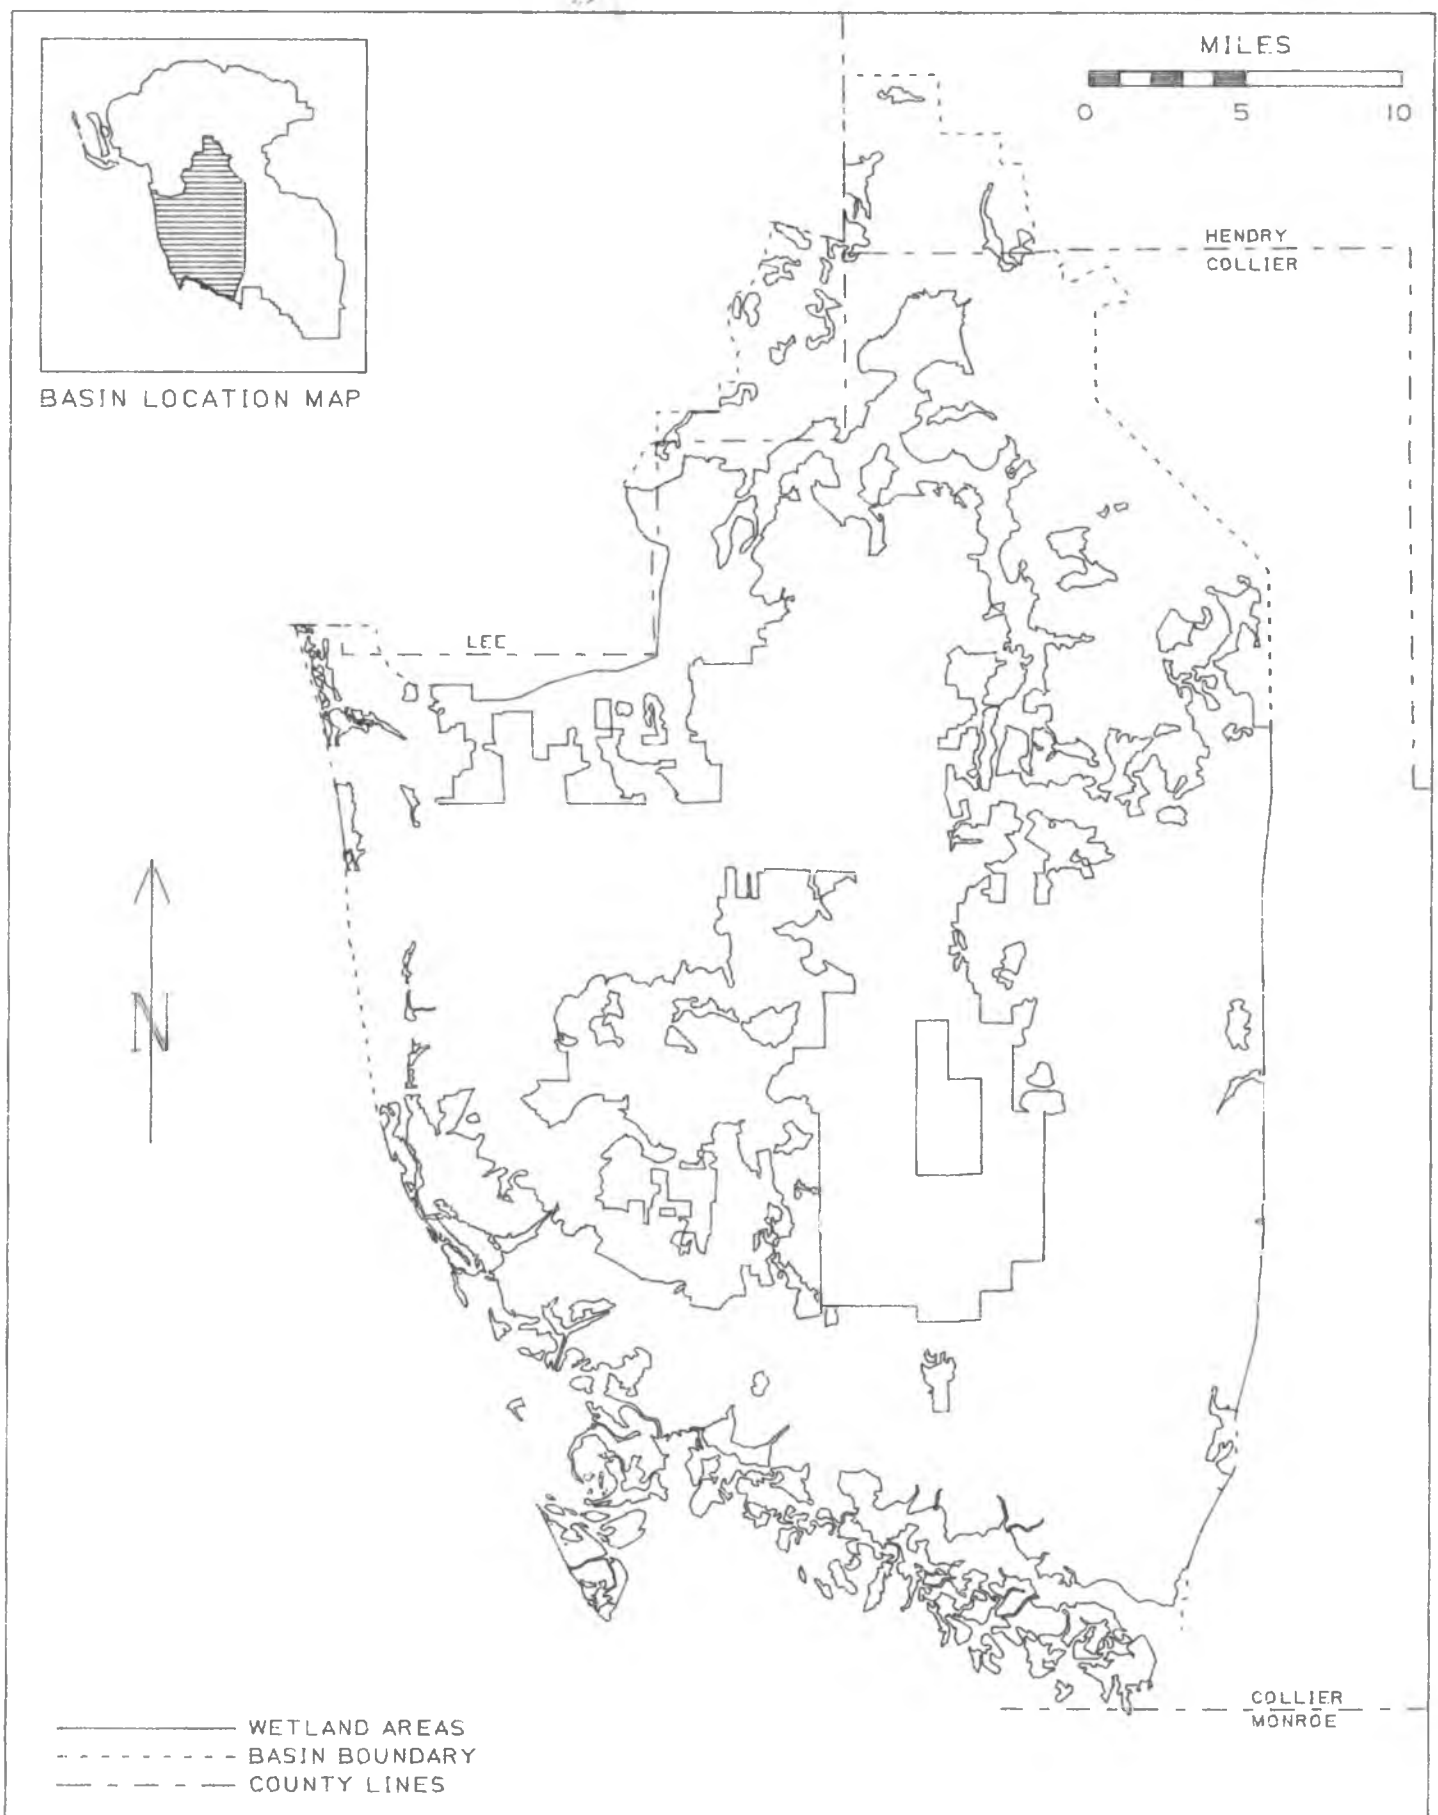 MILES
0 5 10
HENDRY
COLLIER
BASIN LOCATION MAP
LEE
N
COLLIER
MONROE
WETLAND AREAS
BASIN BOUNDARY
COUNTY LINES